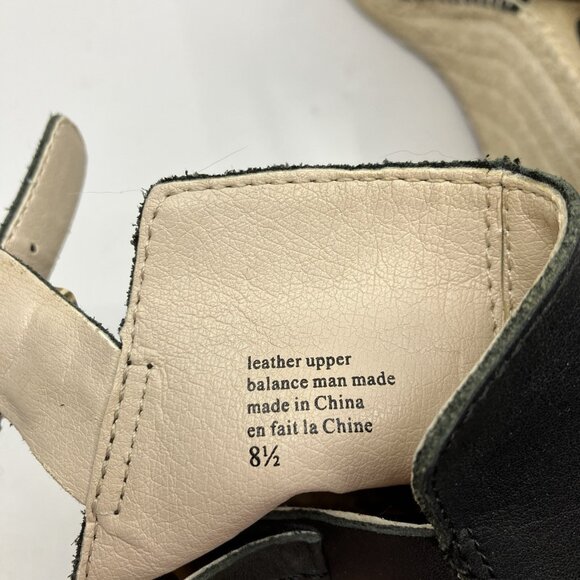 leather upper
balance man made
made in China
en fait la Chine
8½